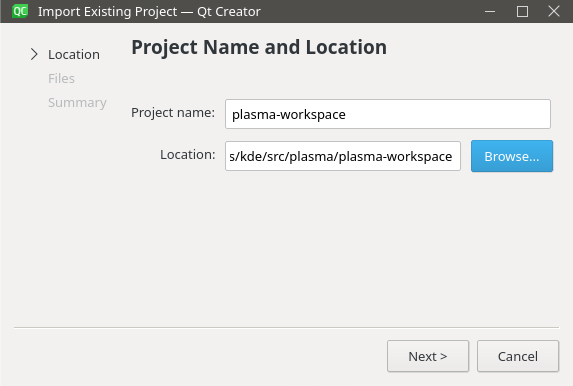 QC Import Existing Project — Qt Creator
Location
Files
Summary
Project Name and Location
Project name: plasma-workspace
Location: s/kde/src/plasma/plasma-workspace Browse...
Next > Cancel